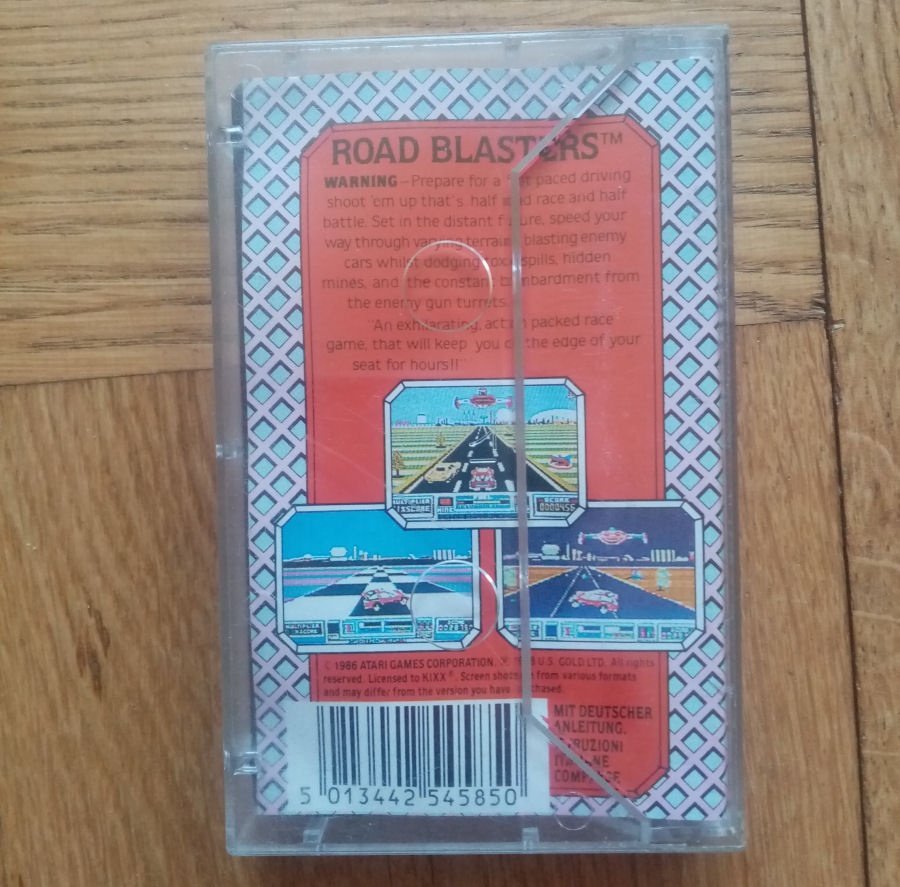 ROAD BLASTERS™
WARNING–Prepare for a fast paced driving
shoot 'em up that's half road race and half
battle. Set in the distant future, speed your
way through varying terrain, blasting enemy
cars whilst dodging toxic spills, hidden
mines, and the constant bombardment from
the enemy gun turrets.
"An exhilarating, action packed race
game, that will keep you on the edge of your
seat for hours!!"
MULTIPLIER
1XSCORE
FUEL
SCORE
0000456
MULTIPLIER
1XSCORE
© 1986 ATARI GAMES CORPORATION. U.S. GOLD LTD. All rights
reserved. Licensed to KIXX®. Screen shots from various formats
and may differ from the version you have purchased.
MIT DEUTSCHER
ANLEITUNG.
ISTRUZIONI
ITALIANE
COMPRESE.
5 013442 545850